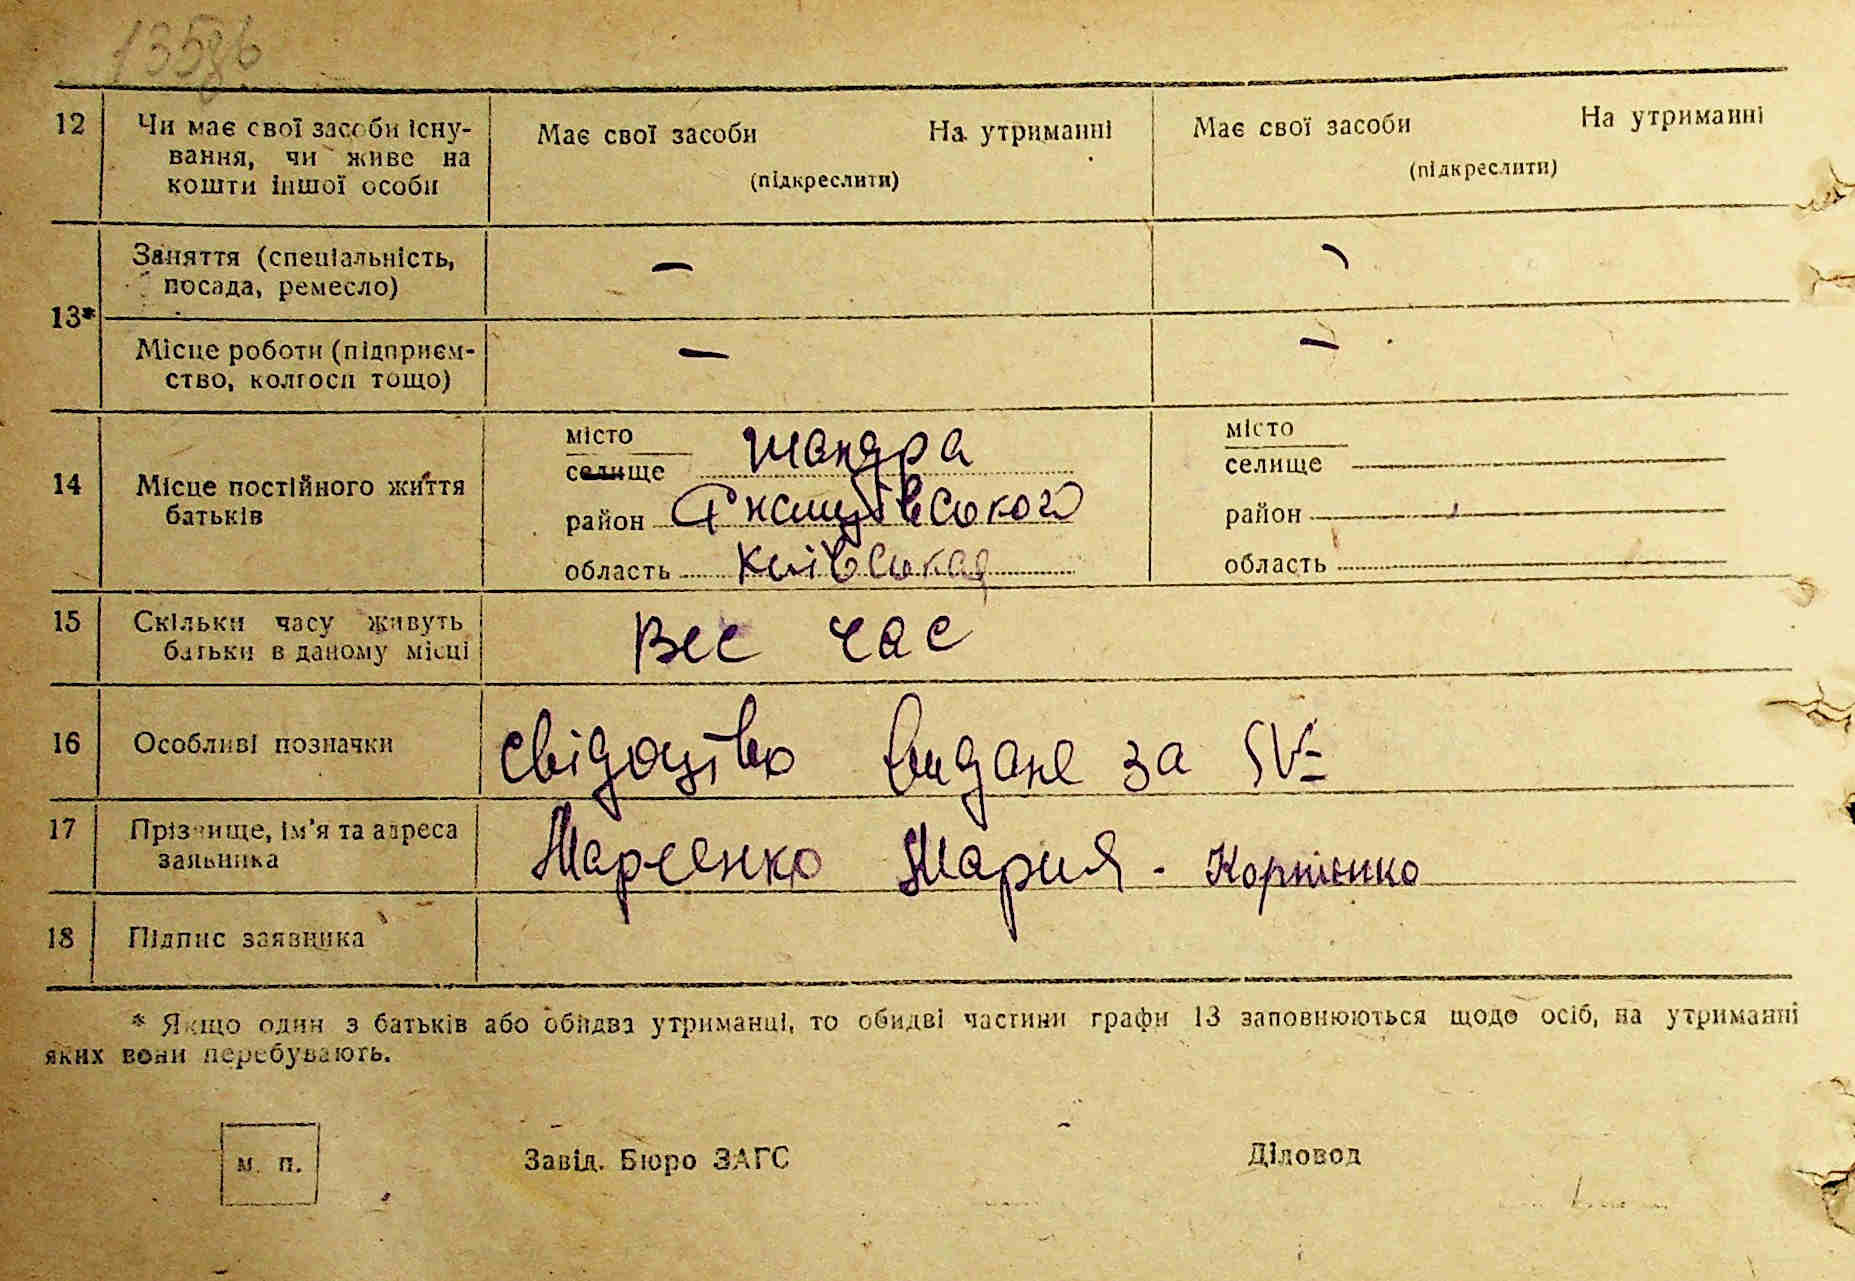 12
Чи має свої засоби існу-
вання, чи живе на
кошти іншої особи
Має свої засоби На утриманні
(підкреслити)
Має свої засоби На утриманні
(підкреслити)
13*
Заняття (спеціальність,
посада, ремесло)
—
—
Місце роботи (підприєм-
ство, колгосп тощо)
—
—
14
Місце постійного життя
батьків
місто
селище Шандра
район
область Київская
місто
селище
район
область
15
Скільки часу живуть
батьки в даному місці
Вес час
16
Особливі позначки
Свідоцтво видане за
17
Прізвище, ім'я та адреса
заявника
Марченко Мария - Корнієнко
18
Підпис заявника
* Якщо один з батьків або обидва утриманці, то обидві частини графи 13 заповнюються щодо осіб, на утриманні
яких вони перебувають.
м. п.
Завід. Бюро ЗАГС
Діловод